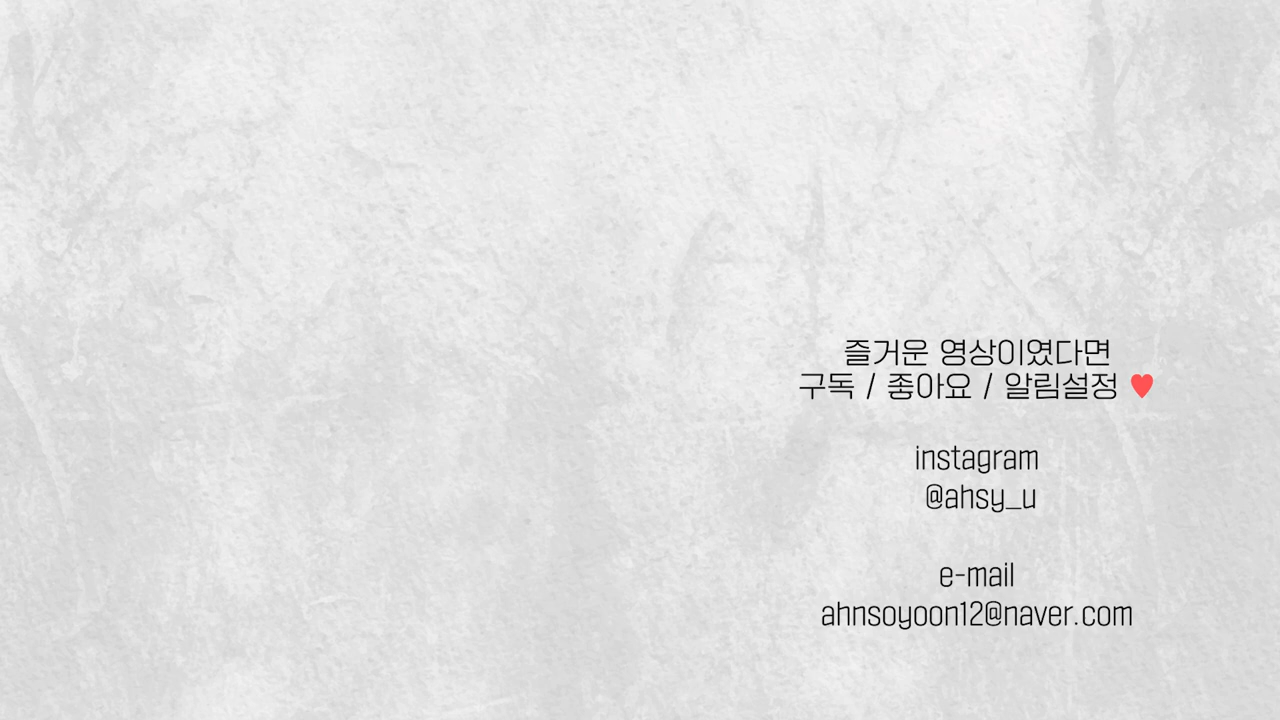 즐거운 영상이였다면
구독 / 좋아요 / 알림설정 ♥
instagram
@ahsy_u
e-mail
ahnsoyoon12@naver.com